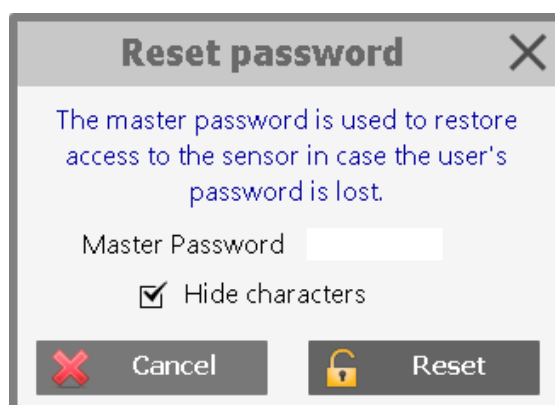 Reset password
The master password is used to restore
access to the sensor in case the user's
password is lost.
Master Password
Hide characters
Cancel
Reset